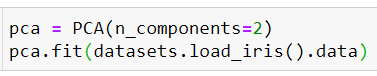 pca = PCA(n_components=2)
pca.fit(datasets.load_iris().data)